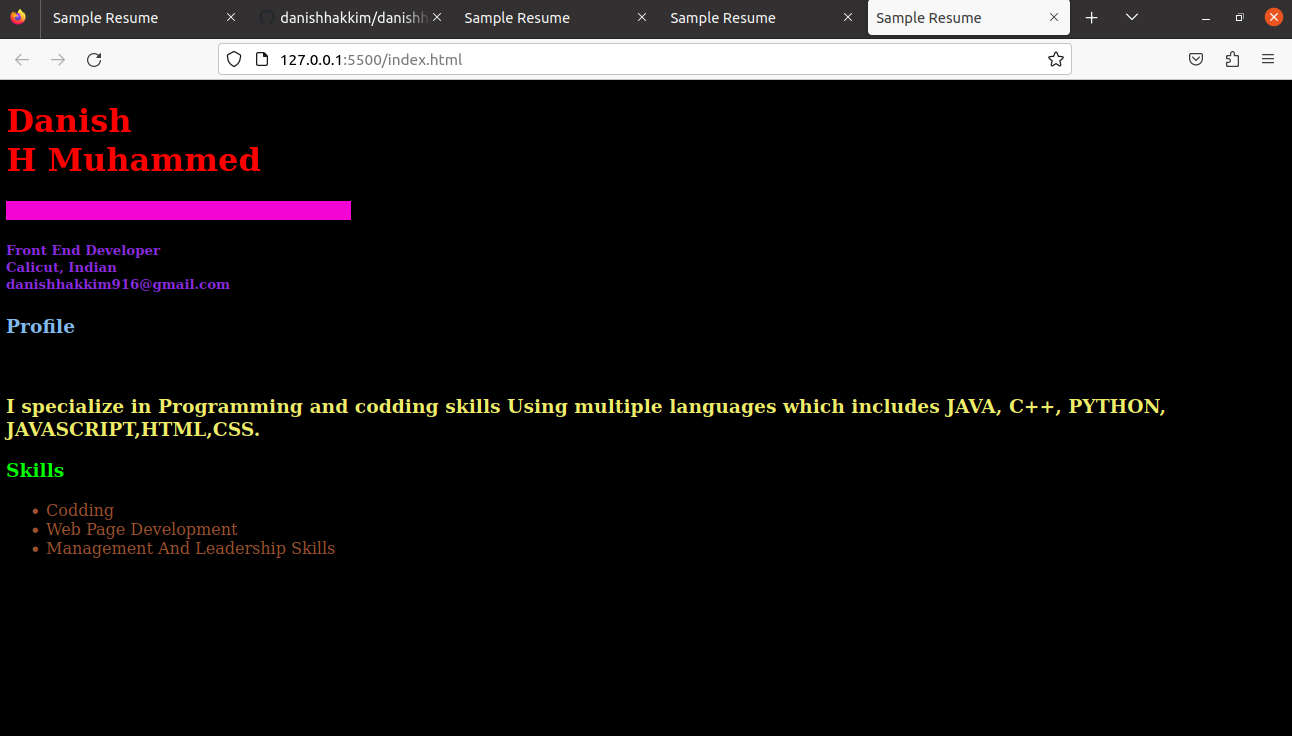 Sample Resume
danishhakkim/danishh
Sample Resume
Sample Resume
Sample Resume
127.0.0.1:5500/index.html
Danish
H Muhammed
Front End Developer
Calicut, Indian
danishhakkim916@gmail.com
Profile
I specialize in Programming and codding skills Using multiple languages which includes JAVA, C++, PYTHON,
JAVASCRIPT,HTML,CSS.
Skills
• Codding
• Web Page Development
• Management And Leadership Skills